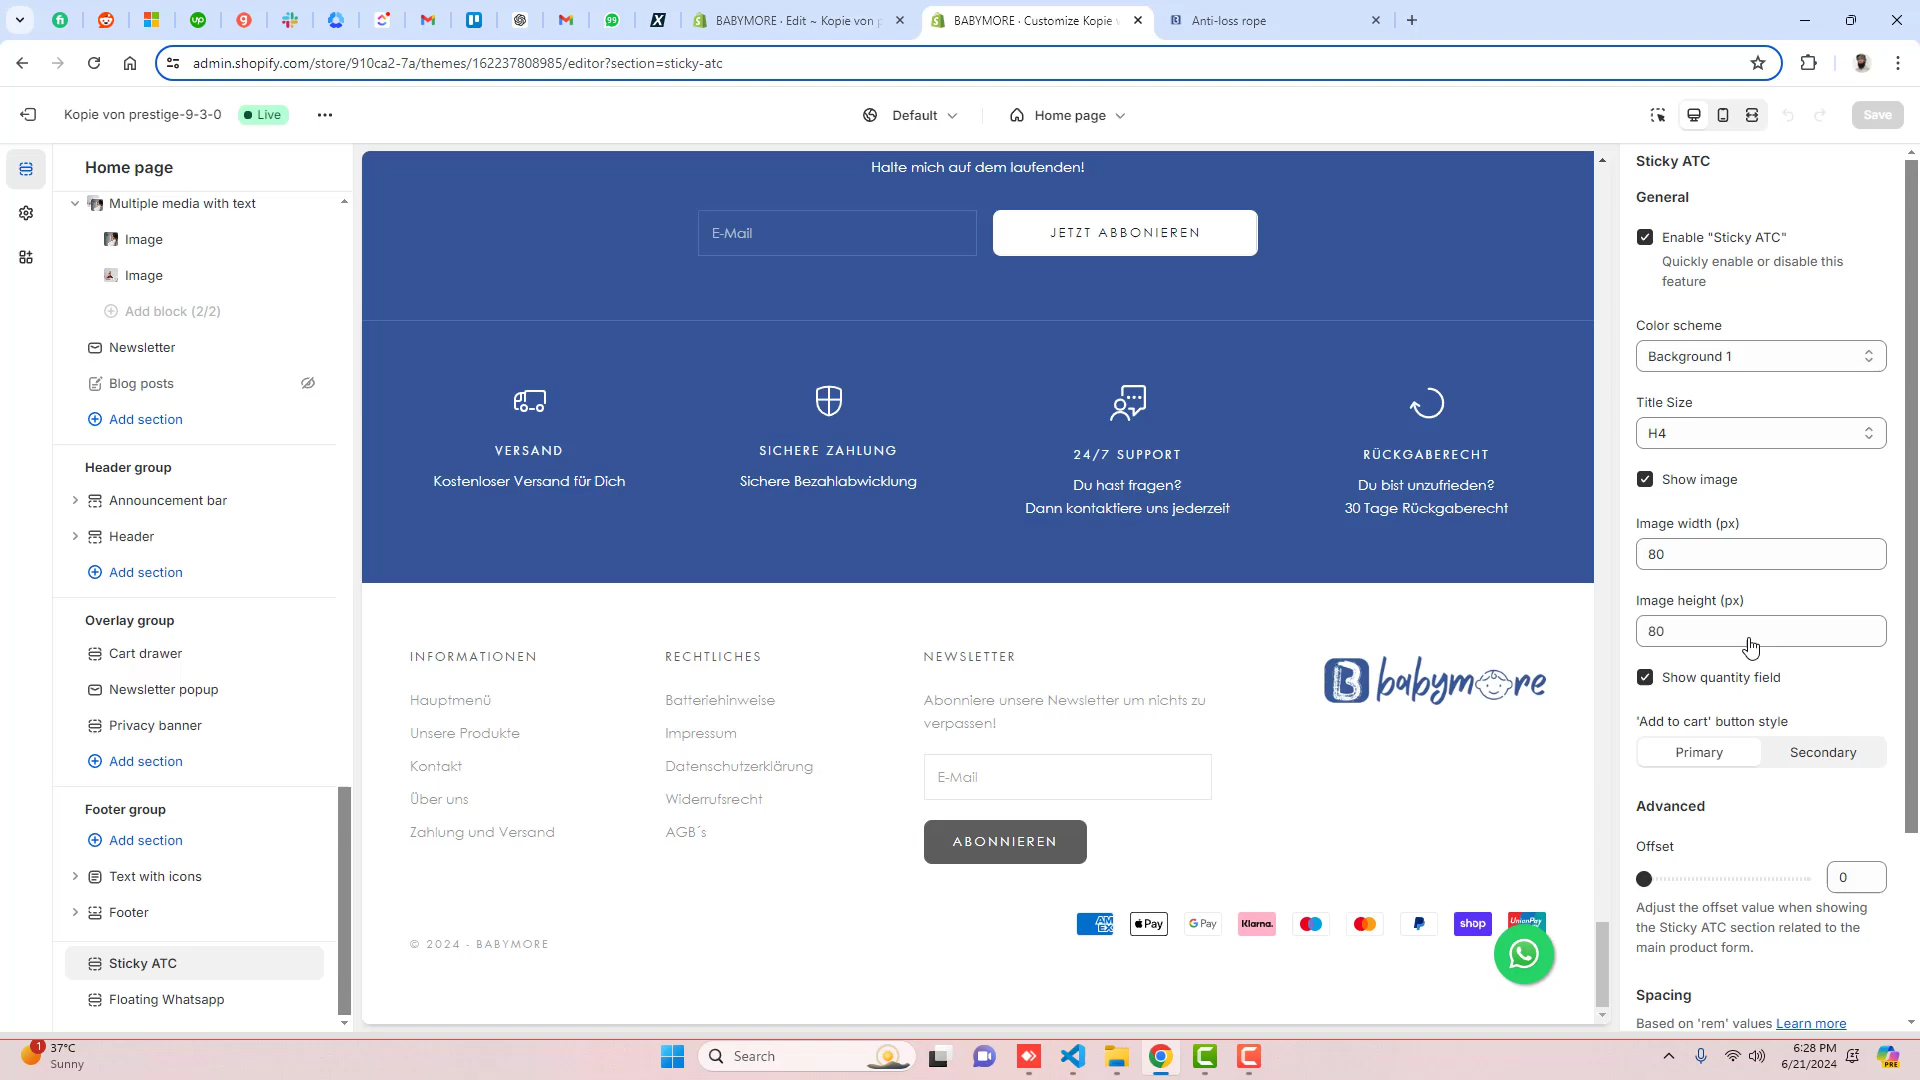 BABYMORE · Edit ~ Kopie von p
BABYMORE · Customize Kopie v
Anti-loss rope
admin.shopify.com/store/910ca2-7a/themes/162237808985/editor?section=sticky-atc
Kopie von prestige-9-3-0
Live
Default
Home page
Save
Home page
Multiple media with text
Image
Image
Add block (2/2)
Newsletter
Blog posts
Add section
Header group
Announcement bar
Header
Add section
Overlay group
Cart drawer
Newsletter popup
Privacy banner
Add section
Footer group
Add section
Text with icons
Footer
Sticky ATC
Floating Whatsapp
Halte mich auf dem laufenden!
E-Mail
JETZT ABBONIEREN
VERSAND
Kostenloser Versand für Dich
SICHERE ZAHLUNG
Sichere Bezahlabwicklung
24/7 SUPPORT
Du hast fragen?
Dann kontaktiere uns jederzeit
RÜCKGABERECHT
Du bist unzufrieden?
30 Tage Rückgaberecht
INFORMATIONEN
Hauptmenü
Unsere Produkte
Kontakt
Über uns
Zahlung und Versand
RECHTLICHES
Batteriehinweise
Impressum
Datenschutzerklärung
Widerrufsrecht
AGB´s
NEWSLETTER
Abonniere unsere Newsletter um nichts zu
verpassen!
E-Mail
ABONNIEREN
babymore
AM EX
Pay
G Pay
Klarna.
shop
UnionPay
© 2024 - BABYMORE
Sticky ATC
General
Enable "Sticky ATC"
Quickly enable or disable this
feature
Color scheme
Background 1
Title Size
H4
Show image
Image width (px)
80
Image height (px)
80
Show quantity field
'Add to cart' button style
Primary
Secondary
Advanced
Offset
0
Adjust the offset value when showing
the Sticky ATC section related to the
main product form.
Spacing
Based on 'rem' values Learn more
1
37°C
Sunny
Search
6:28 PM
6/21/2024
PRE